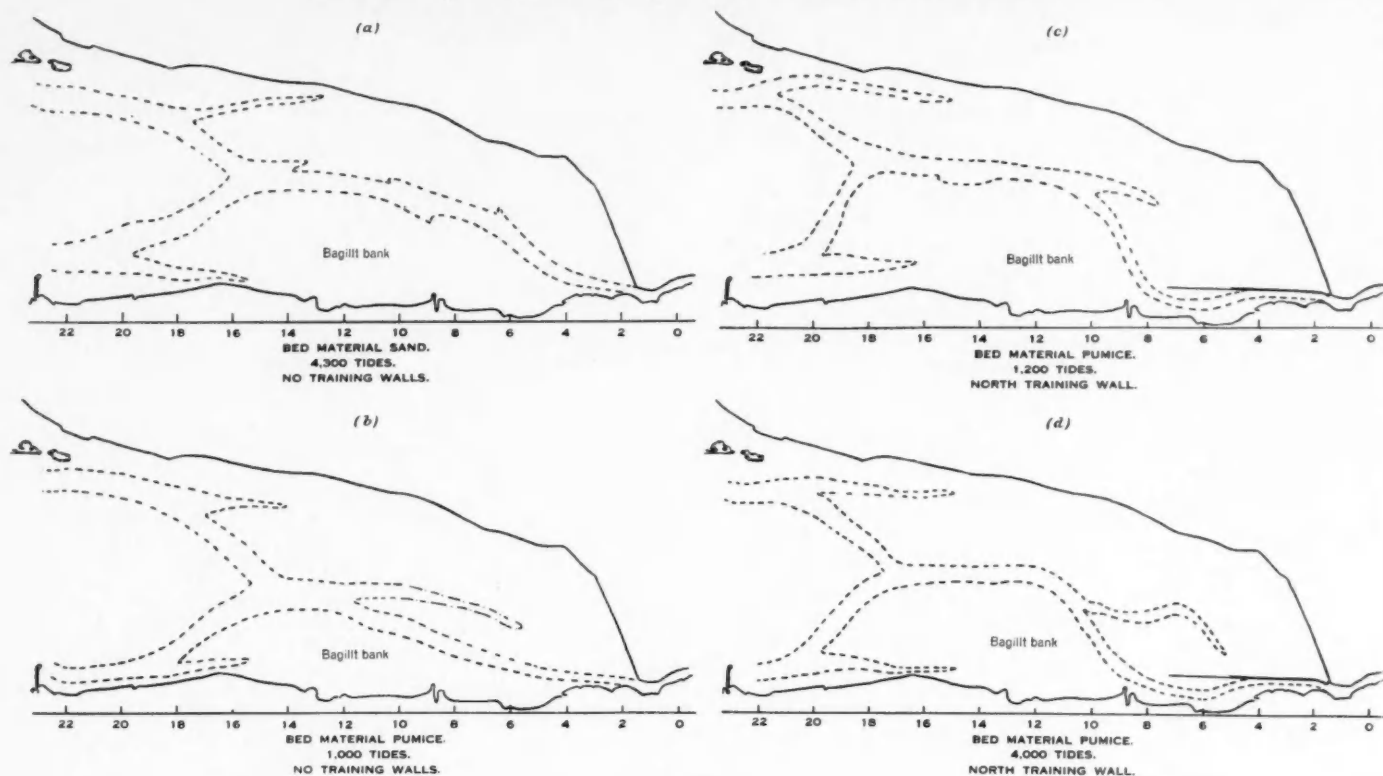 (a)
Bagillt bank
22 20 18 16 14 12 10 8 6 4 2 0
BED MATERIAL SAND.
4,300 TIDES.
NO TRAINING WALLS.
(c)
Bagillt bank
22 20 18 16 14 12 10 8 6 4 2 0
BED MATERIAL PUMICE.
1,200 TIDES.
NORTH TRAINING WALL.
(b)
Bagillt bank
22 20 18 16 14 12 10 8 6 4 2 0
BED MATERIAL PUMICE.
1,000 TIDES.
NO TRAINING WALLS.
(d)
Bagillt bank
22 20 18 16 14 12 10 8 6 4 2 0
BED MATERIAL PUMICE.
4,000 TIDES.
NORTH TRAINING WALL.